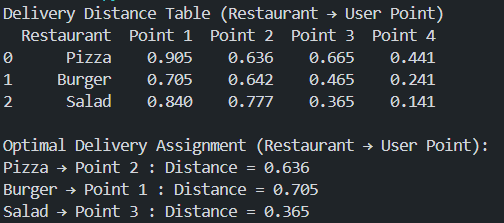 Delivery Distance Table (Restaurant → User Point)
Restaurant Point 1 Point 2 Point 3 Point 4
0 Pizza 0.905 0.636 0.665 0.441
1 Burger 0.705 0.642 0.465 0.241
2 Salad 0.840 0.777 0.365 0.141
Optimal Delivery Assignment (Restaurant → User Point):
Pizza → Point 2 : Distance = 0.636
Burger → Point 1 : Distance = 0.705
Salad → Point 3 : Distance = 0.365